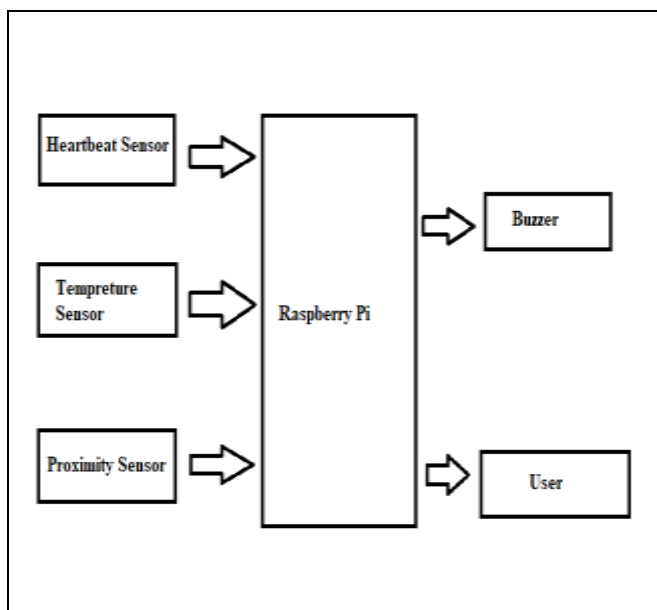 Heartbeat Sensor
Tempreture
Sensor
Proximity Sensor
Raspberry Pi
Buzzer
User